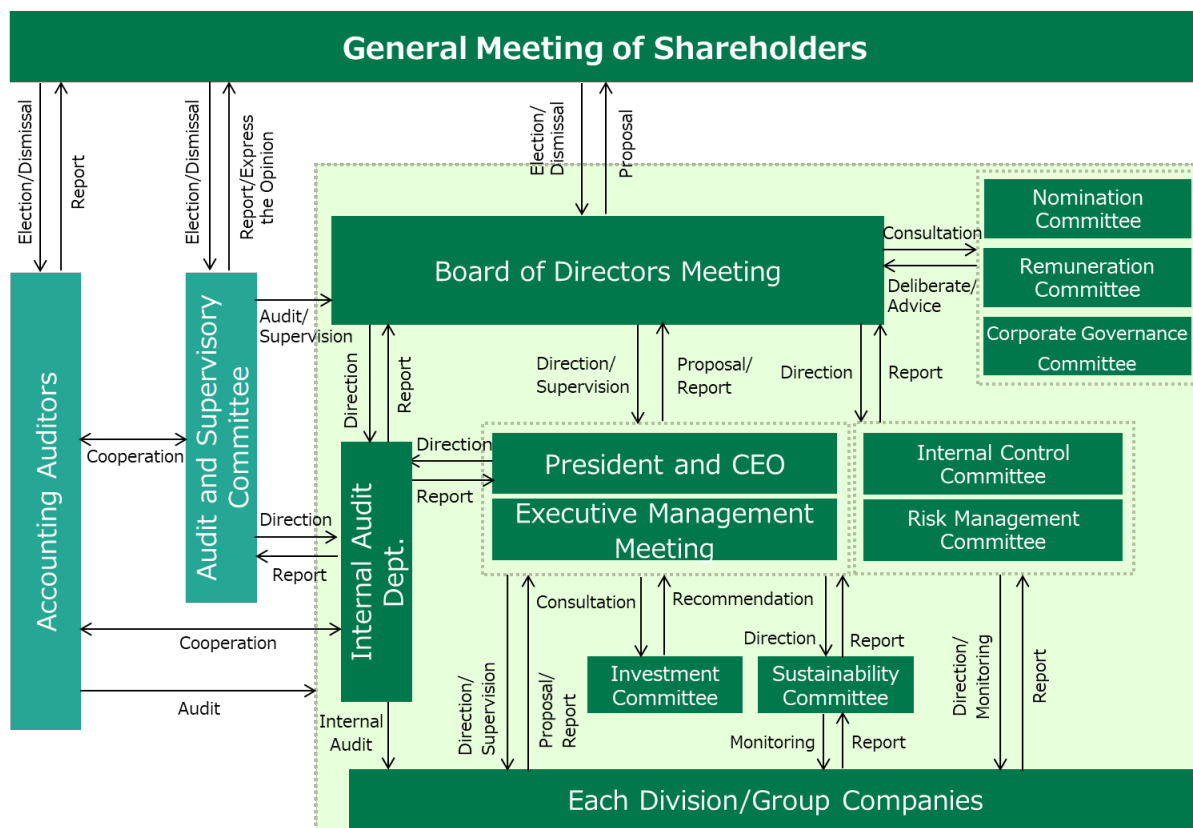 General Meeting of Shareholders
Election/Dismissal
Report
Election/Dismissal
Report/Express
the Opinion
Election/
Dismissal
Proposal
Nomination
Committee
Remuneration
Committee
Corporate Governance
Committee
Consultation
Deliberate/
Advice
Board of Directors Meeting
Accounting Auditors
Audit and Supervisory
Committee
Audit/
Supervision
Direction
Report
Direction/
Supervision
Proposal/
Report
Direction
Report
Cooperation
Direction
Report
Internal Audit
Dept.
Direction
Report
President and CEO
Executive Management
Meeting
Internal Control
Committee
Risk Management
Committee
Cooperation
Audit
Internal
Audit
Direction/
Supervision
Proposal/
Report
Consultation
Recommendation
Investment
Committee
Direction
Report
Sustainability
Committee
Monitoring
Report
Direction/
Monitoring
Report
Each Division/Group Companies